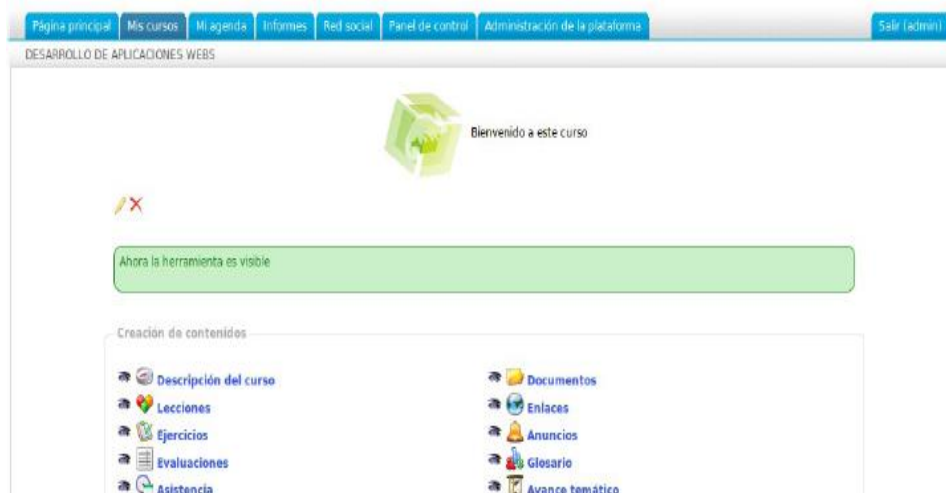 Página principal Mis cursos Mi agenda Informes Red social Panel de control Administración de la plataforma Salir (admin)
DESARROLLO DE APLICACIONES WEBS
Bienvenido a este curso
Ahora la herramienta es visible
Creación de contenidos
Descripción del curso Documentos
Lecciones Enlaces
Ejercicios Anuncios
Evaluaciones Glosario
Asistencia Avance temático